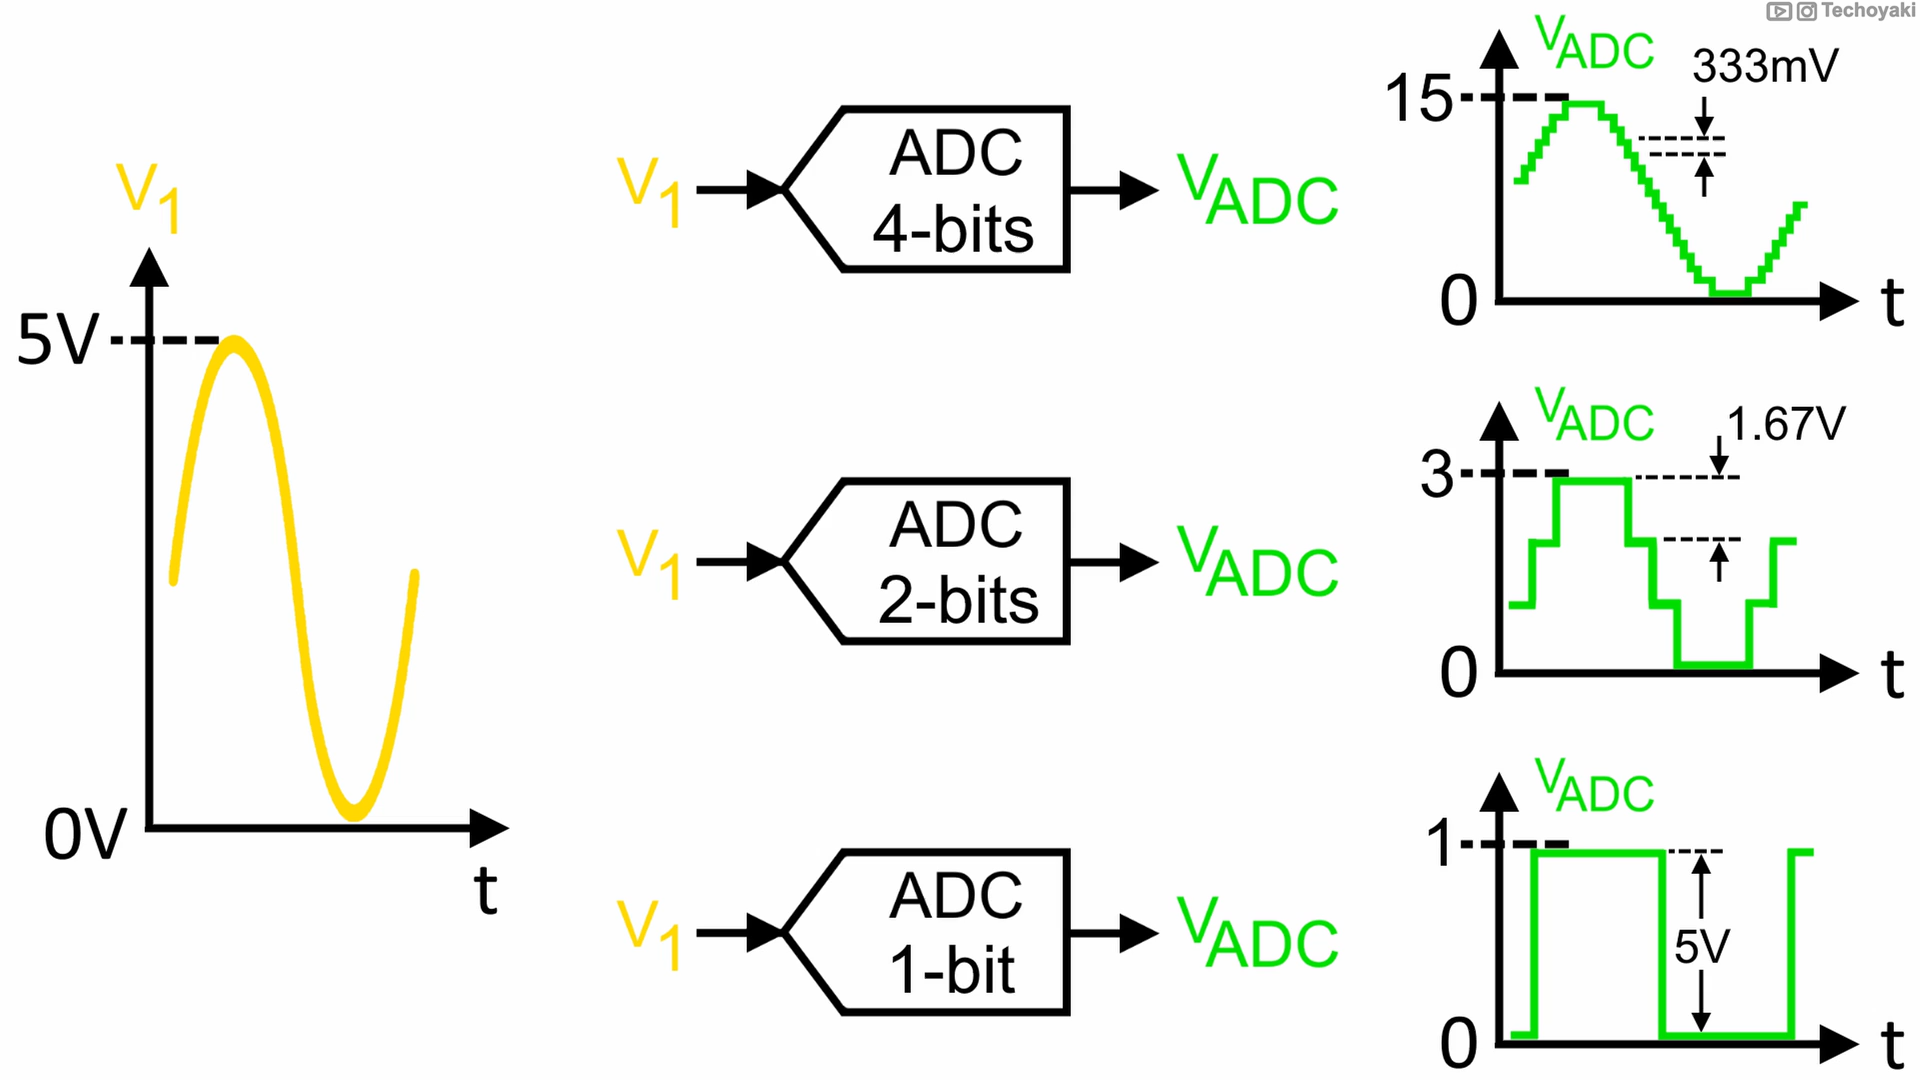 Techoyaki
V1
5V
0V
t
V1
ADC
4-bits
VADC
VADC
333mV
15
0
t
V1
ADC
2-bits
VADC
VADC
1.67V
3
0
t
V1
ADC
1-bit
VADC
VADC
1
5V
0
t